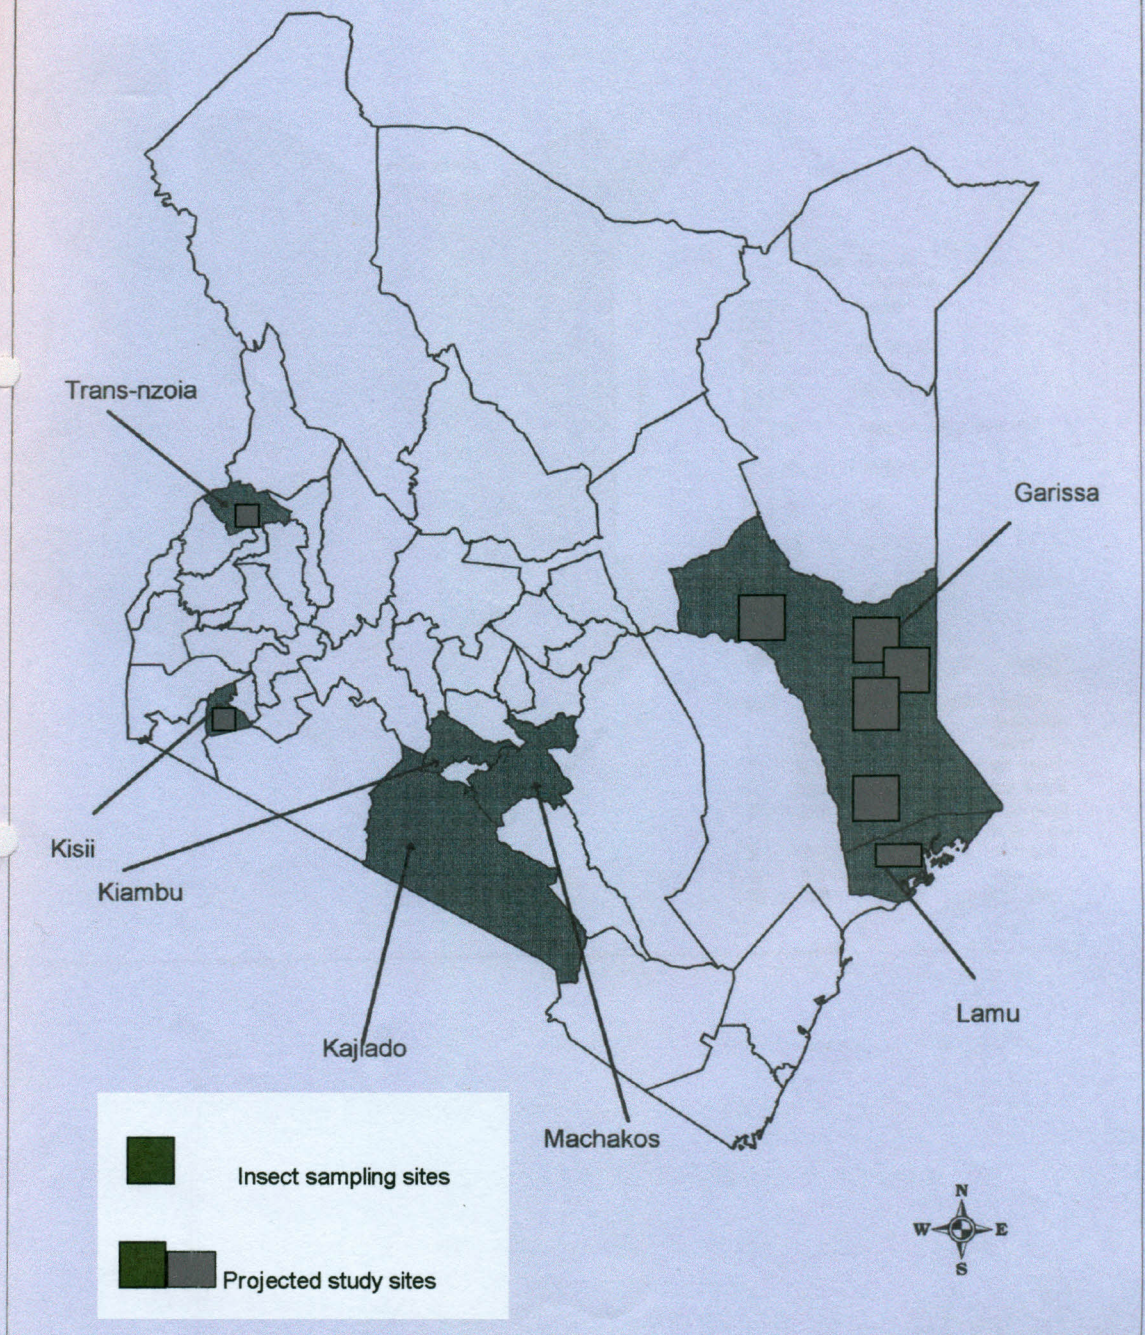 Trans-nzoia
Garissa
Kisii
Kiambu
Lamu
Kajiado
Machakos
Insect sampling sites
Projected study sites
N
W E
S